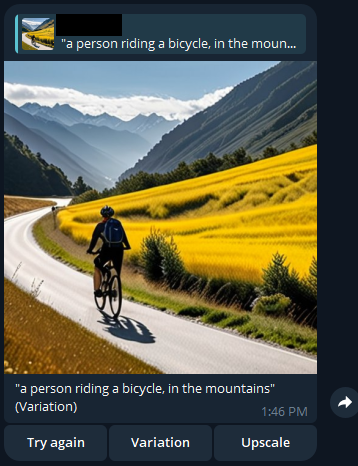 "a person riding a bicycle, in the moun...
"a person riding a bicycle, in the mountains"
(Variation)
1:46 PM
Try again
Variation
Upscale